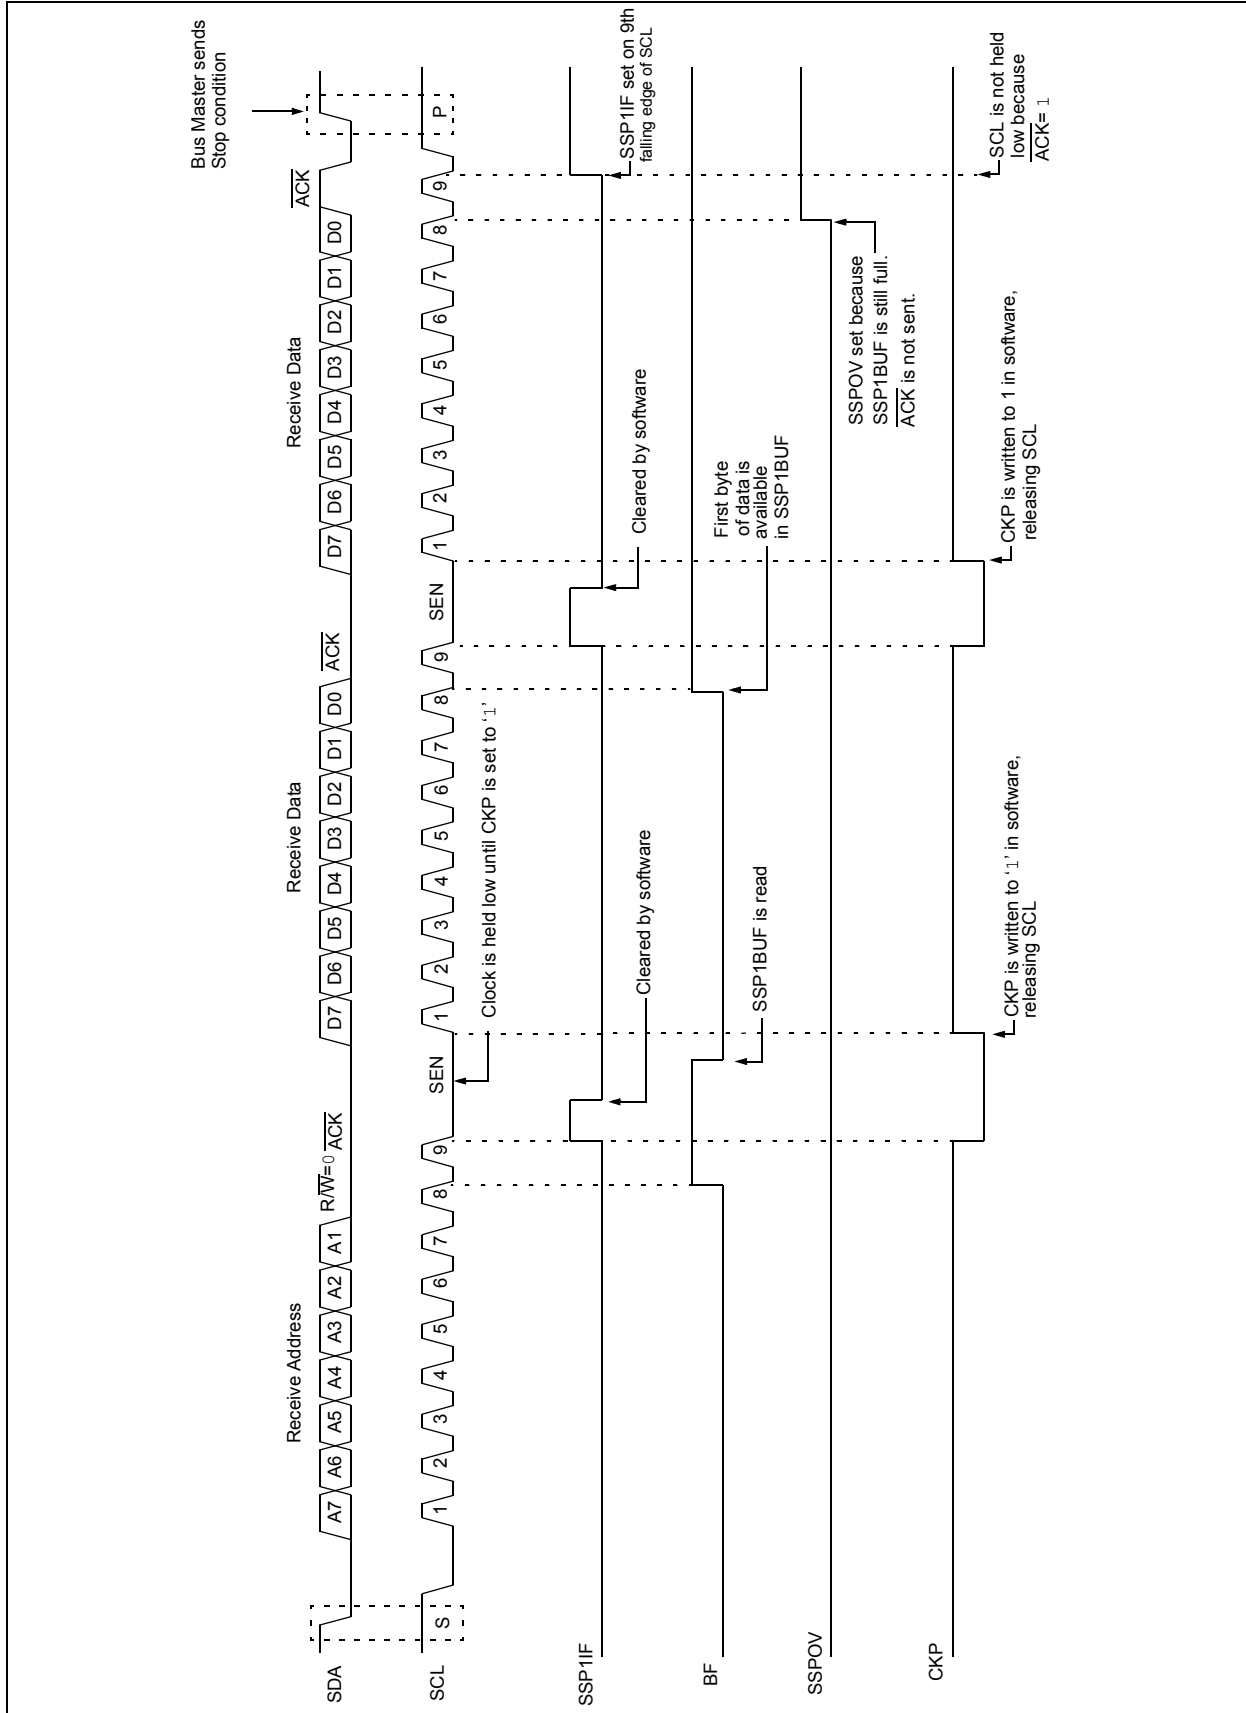 Bus Master sends
Stop condition
Receive Address
Receive Data
Receive Data
SDA
A7 A6 A5 A4 A3 A2 A1 R/W̅=0 A̅C̅K̅ D7 D6 D5 D4 D3 D2 D1 D0 A̅C̅K̅ D7 D6 D5 D4 D3 D2 D1 D0 A̅C̅K̅
SCL
S 1 2 3 4 5 6 7 8 9 SEN 1 2 3 4 5 6 7 8 9 SEN 1 2 3 4 5 6 7 8 9 P
Clock is held low until CKP is set to ‘1’
SSP1IF
Cleared by software
Cleared by software
SSP1IF set on 9th
falling edge of SCL
BF
SSP1BUF is read
First byte
of data is
available
in SSP1BUF
SSPOV
SSPOV set because
SSP1BUF is still full.
A̅C̅K̅ is not sent.
CKP
CKP is written to ‘1’ in software,
releasing SCL
CKP is written to 1 in software,
releasing SCL
SCL is not held
low because
A̅C̅K̅= 1